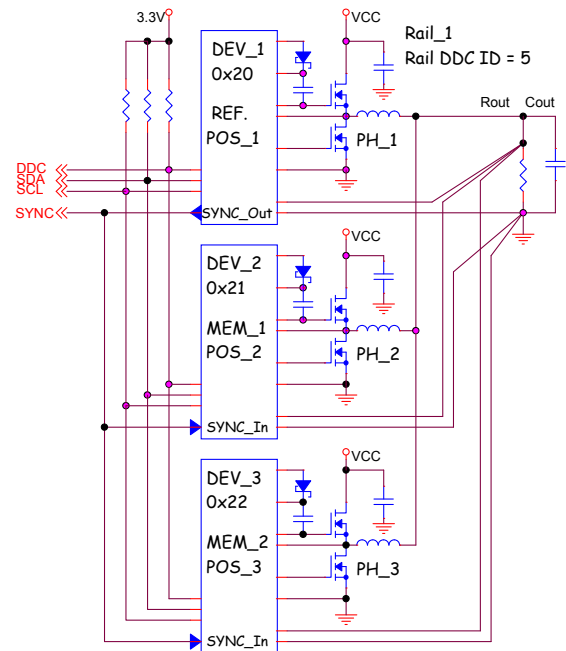 3.3V
VCC
Rail_1
Rail DDC ID = 5
DEV_1
0x20
REF.
POS_1
PH_1
Rout
Cout
DDC
SDA
SCL
SYNC
SYNC_Out
VCC
DEV_2
0x21
MEM_1
POS_2
PH_2
SYNC_In
VCC
DEV_3
0x22
MEM_2
POS_3
PH_3
SYNC_In